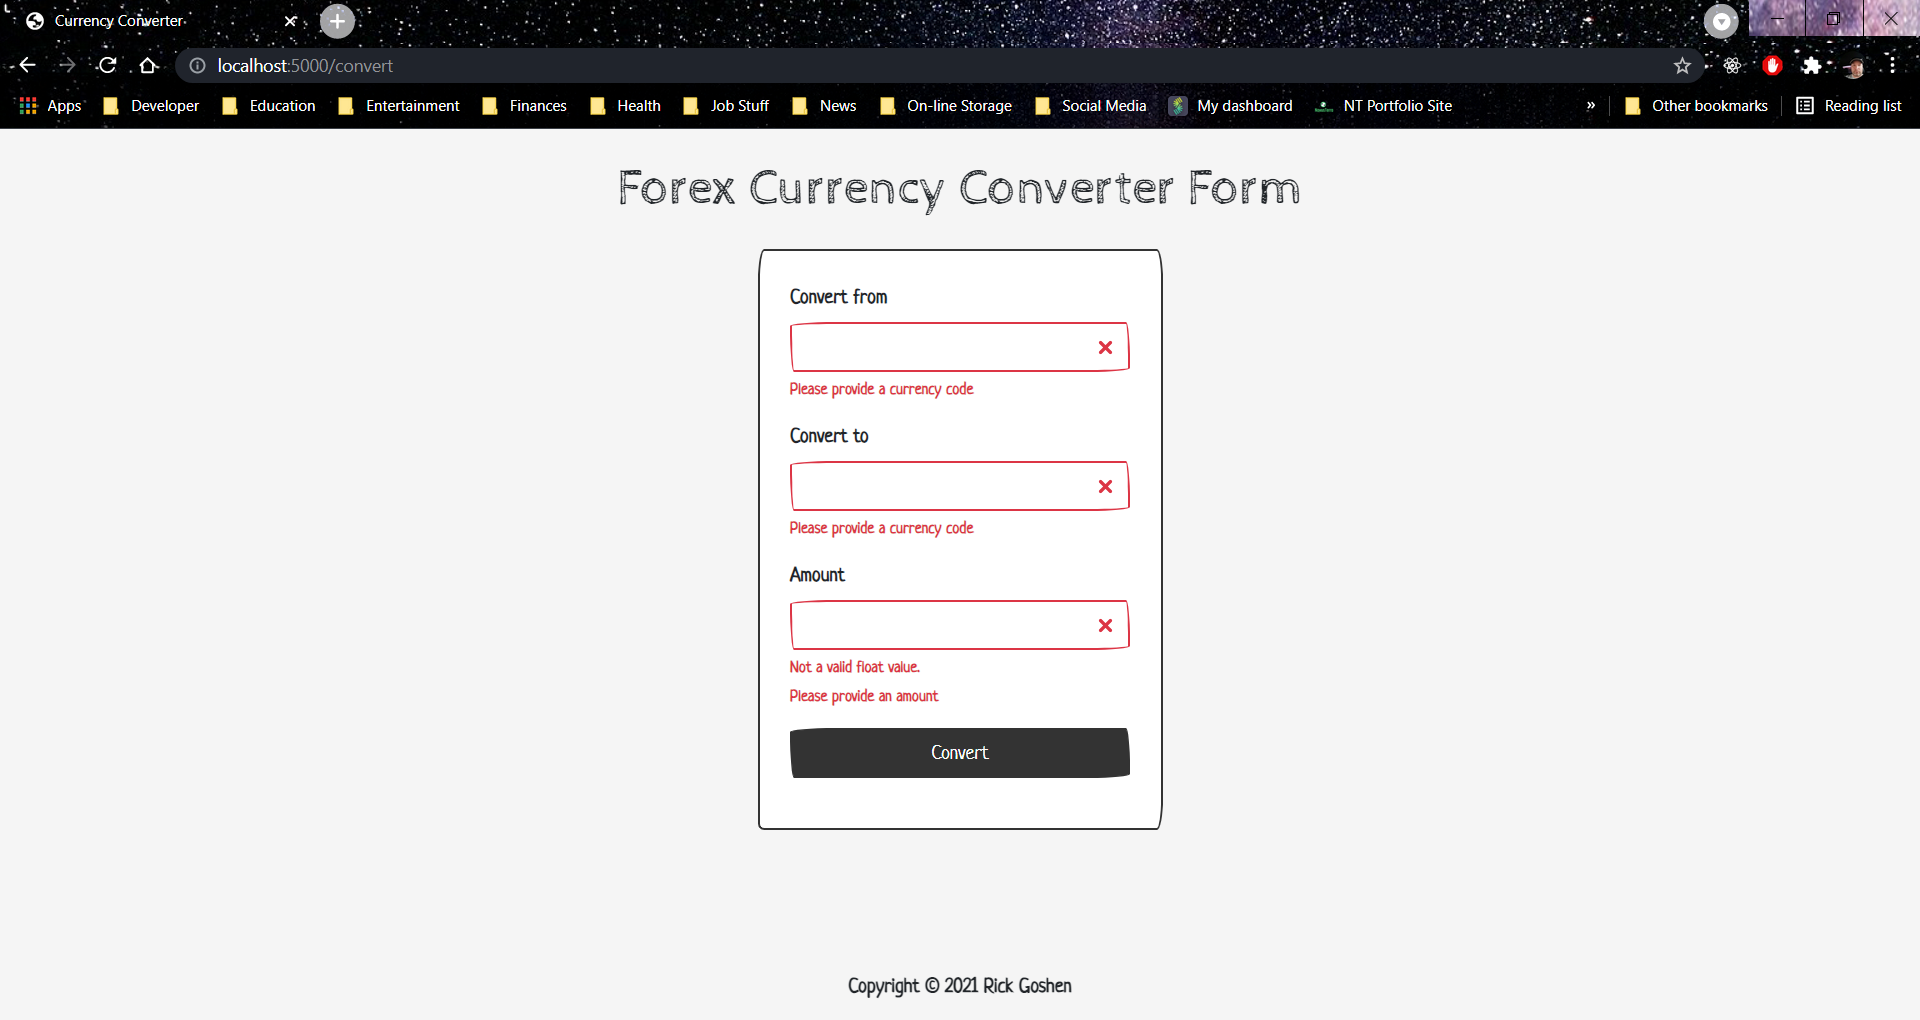 Currency Converter
localhost:5000/convert
Apps Developer Education Entertainment Finances Health Job Stuff News On-line Storage Social Media My dashboard NT Portfolio Site » Other bookmarks Reading list
Forex Currency Converter Form
Convert from
Please provide a currency code
Convert to
Please provide a currency code
Amount
Not a valid float value.
Please provide an amount
Convert
Copyright © 2021 Rick Goshen